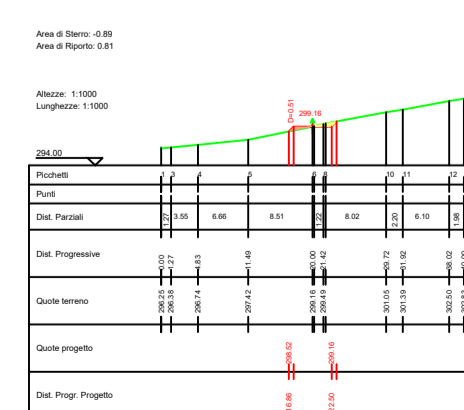 Area di Sterro: -0.89
Area di Riporto: 0.81
Altezze: 1:1000
Lunghezze: 1:1000
D=0.51
299.16
294.00
Picchetti 1 3 4 5 6 8 10 11 12
Punti
Dist. Parziali 1.27 3.55 6.66 8.51 1.22 8.02 2.20 6.10 1.98
Dist. Progressive 0.00 1.27 4.83 11.49 20.00 21.42 29.72 31.92 38.02
Quote terreno 296.25 296.38 296.74 297.42 299.16 299.49 301.05 301.39 302.50
Quote progetto 298.52 299.16
Dist. Progr. Progetto 16.86 22.50